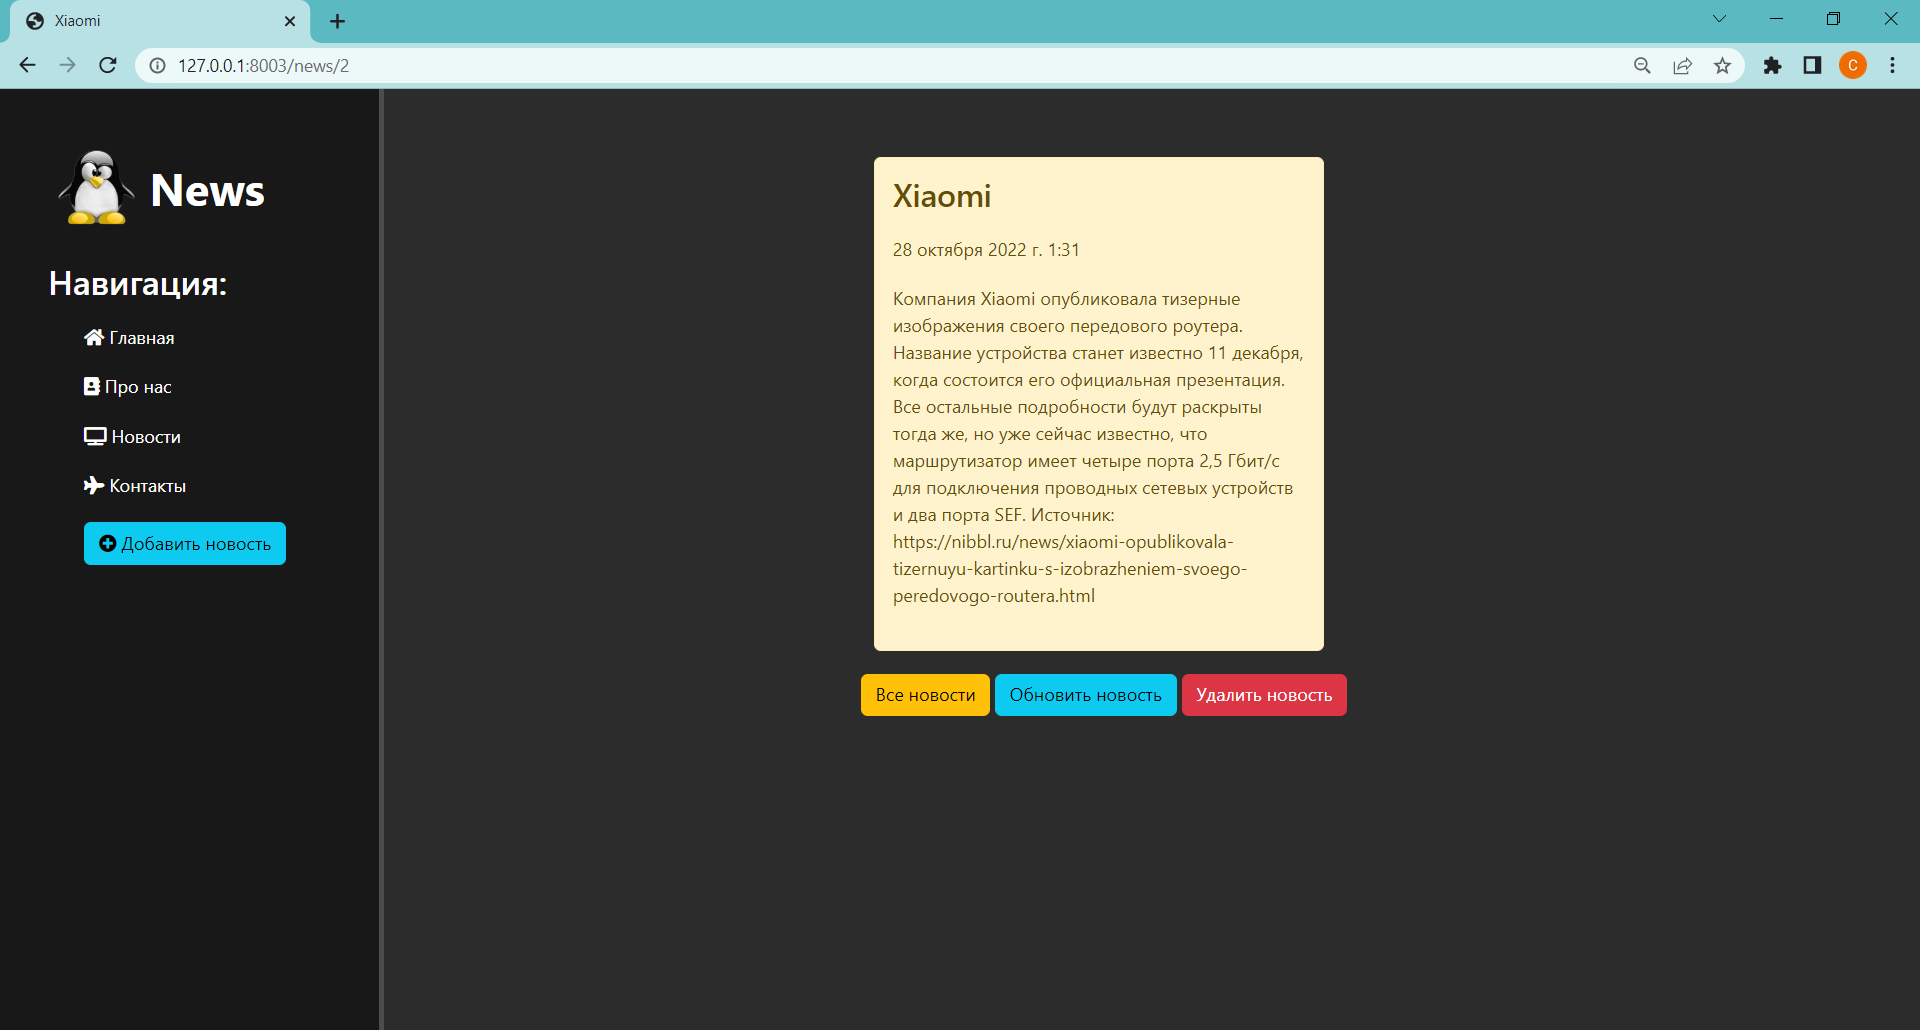 Xiaomi
127.0.0.1:8003/news/2
C
News
Навигация:
Главная
Про нас
Новости
Контакты
Добавить новость
Xiaomi
28 октября 2022 г. 1:31
Компания Xiaomi опубликовала тизерные
изображения своего передового роутера.
Название устройства станет известно 11 декабря,
когда состоится его официальная презентация.
Все остальные подробности будут раскрыты
тогда же, но уже сейчас известно, что
маршрутизатор имеет четыре порта 2,5 Гбит/с
для подключения проводных сетевых устройств
и два порта SEF. Источник:
https://nibbl.ru/news/xiaomi-opublikovala-
tizernuyu-kartinku-s-izobrazheniem-svoego-
peredovogo-routera.html
Все новости Обновить новость Удалить новость